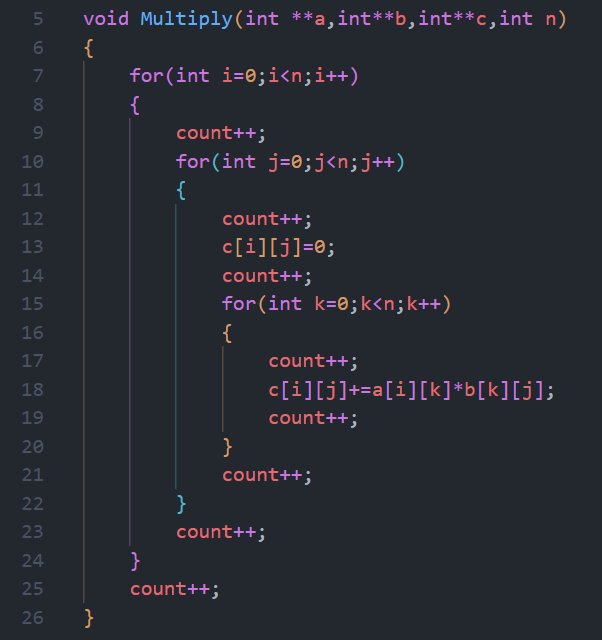 5 void Multiply(int **a,int**b,int**c,int n)
6 {
7     for(int i=0;i<n;i++)
8     {
9         count++;
10         for(int j=0;j<n;j++)
11         {
12             count++;
13             c[i][j]=0;
14             count++;
15             for(int k=0;k<n;k++)
16             {
17                 count++;
18                 c[i][j]+=a[i][k]*b[k][j];
19                 count++;
20             }
21             count++;
22         }
23         count++;
24     }
25     count++;
26 }